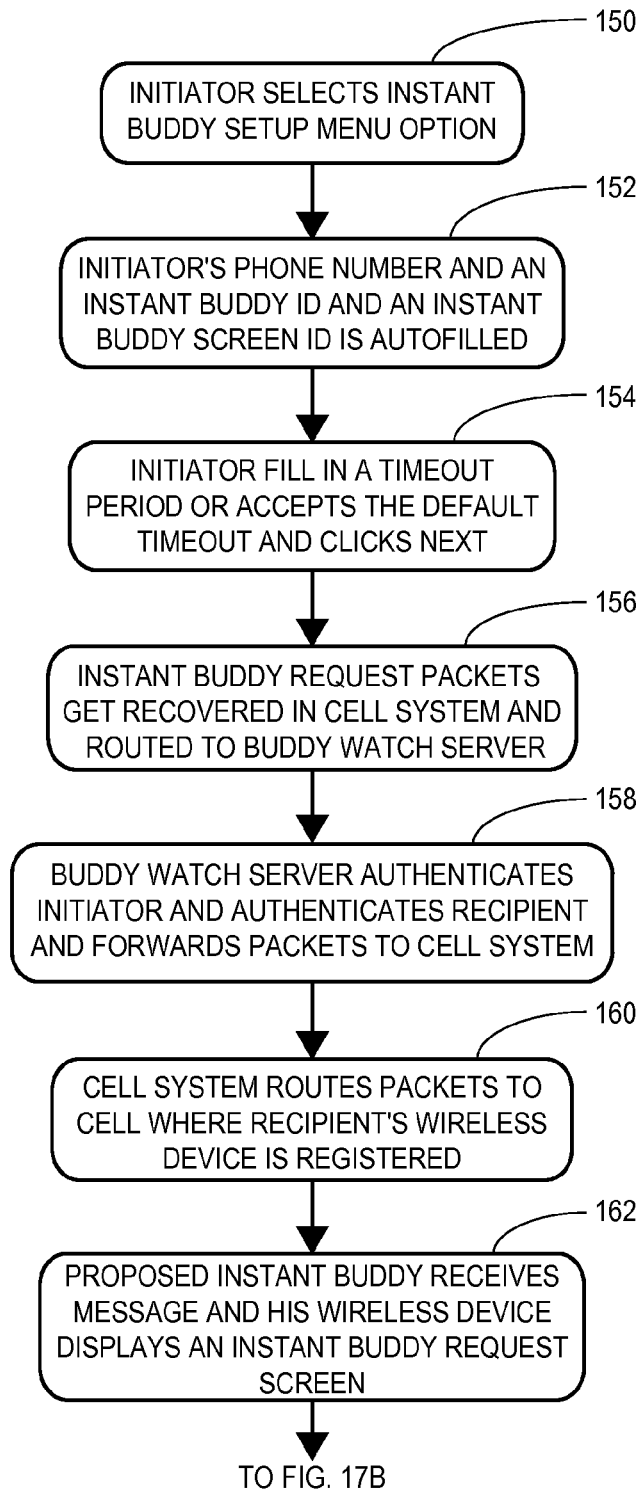 150
INITIATOR SELECTS INSTANT
BUDDY SETUP MENU OPTION
152
INITIATOR'S PHONE NUMBER AND AN
INSTANT BUDDY ID AND AN INSTANT
BUDDY SCREEN ID IS AUTOFILLED
154
INITIATOR FILL IN A TIMEOUT
PERIOD OR ACCEPTS THE DEFAULT
TIMEOUT AND CLICKS NEXT
156
INSTANT BUDDY REQUEST PACKETS
GET RECOVERED IN CELL SYSTEM AND
ROUTED TO BUDDY WATCH SERVER
158
BUDDY WATCH SERVER AUTHENTICATES
INITIATOR AND AUTHENTICATES RECIPIENT
AND FORWARDS PACKETS TO CELL SYSTEM
160
CELL SYSTEM ROUTES PACKETS TO
CELL WHERE RECIPIENT'S WIRELESS
DEVICE IS REGISTERED
162
PROPOSED INSTANT BUDDY RECEIVES
MESSAGE AND HIS WIRELESS DEVICE
DISPLAYS AN INSTANT BUDDY REQUEST
SCREEN
TO FIG. 17B